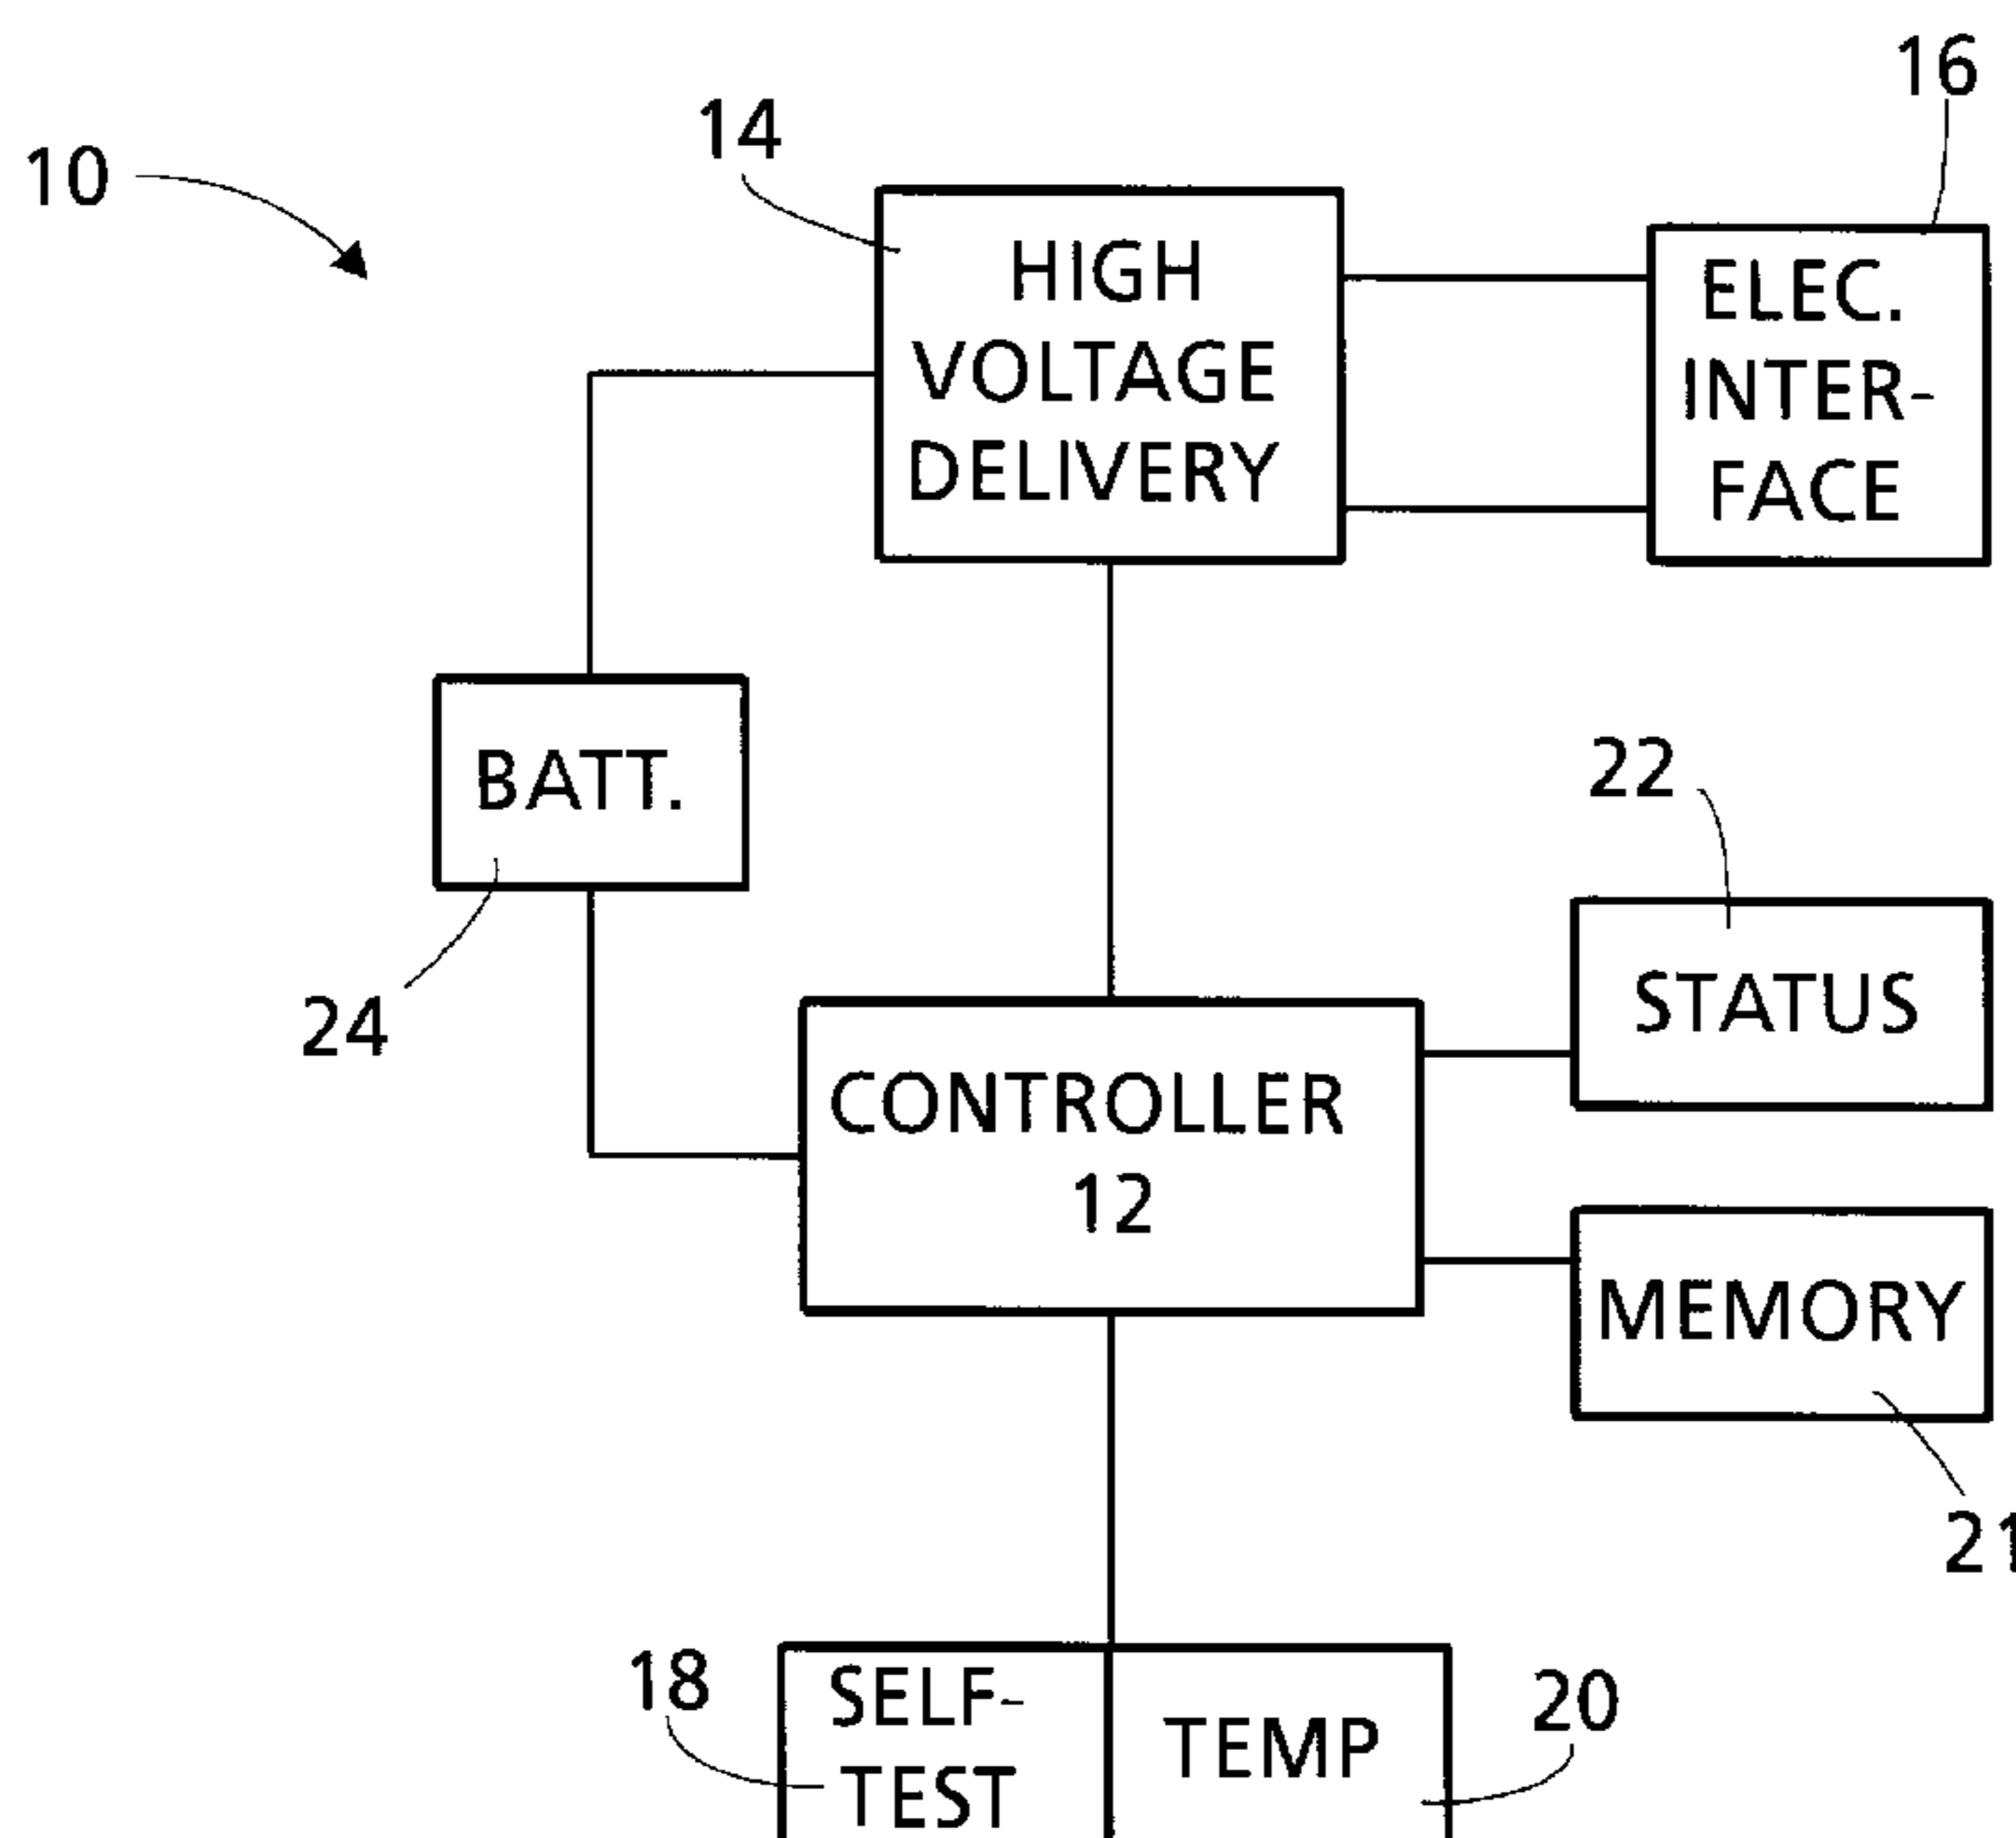 16
14
10
HIGH
VOLTAGE
DELIVERY
ELEC.
INTER-
FACE
BATT.
22
24
STATUS
CONTROLLER
12
MEMORY
21
18
SELF-
TEST
TEMP
20